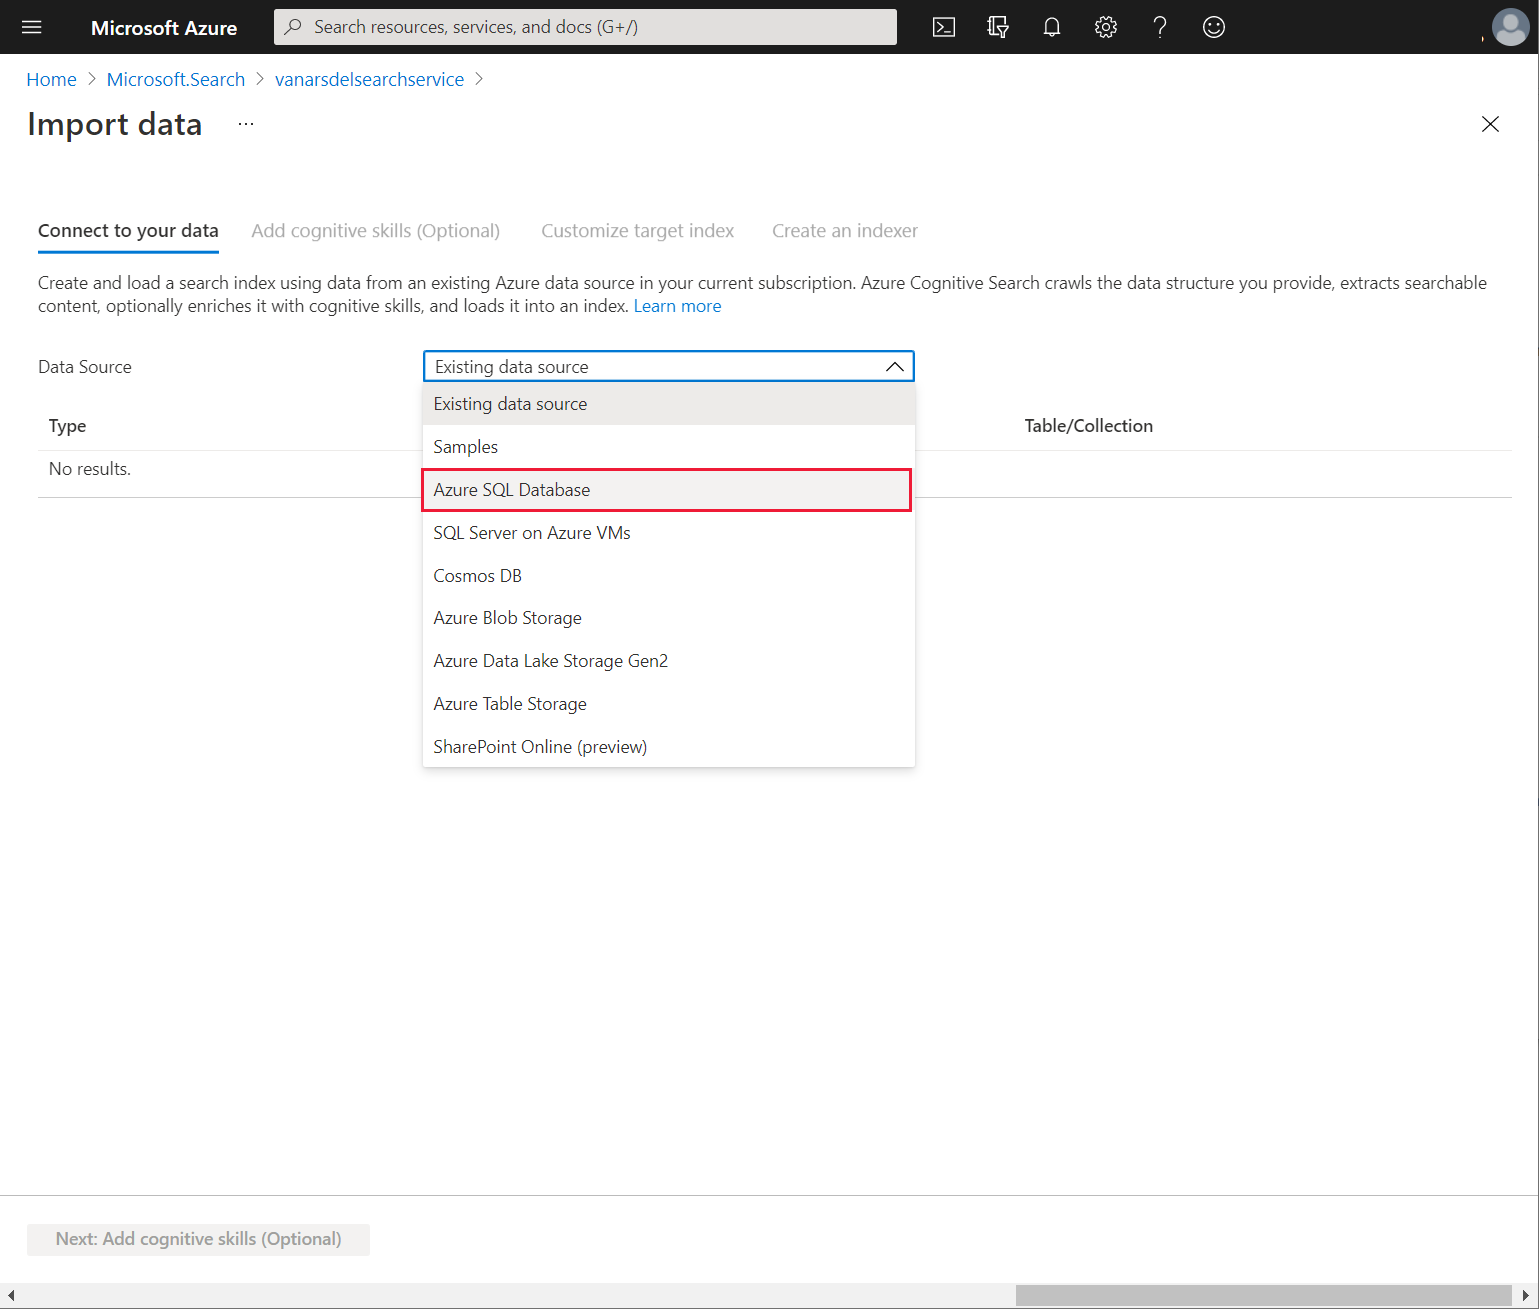 Microsoft Azure
Search resources, services, and docs (G+/)
Home > Microsoft.Search > vanarsdelsearchservice >
Import data ...
Connect to your data Add cognitive skills (Optional) Customize target index Create an indexer
Create and load a search index using data from an existing Azure data source in your current subscription. Azure Cognitive Search crawls the data structure you provide, extracts searchable
content, optionally enriches it with cognitive skills, and loads it into an index. Learn more
Data Source
Existing data source
Existing data source
Type
Table/Collection
Samples
No results.
Azure SQL Database
SQL Server on Azure VMs
Cosmos DB
Azure Blob Storage
Azure Data Lake Storage Gen2
Azure Table Storage
SharePoint Online (preview)
Next: Add cognitive skills (Optional)